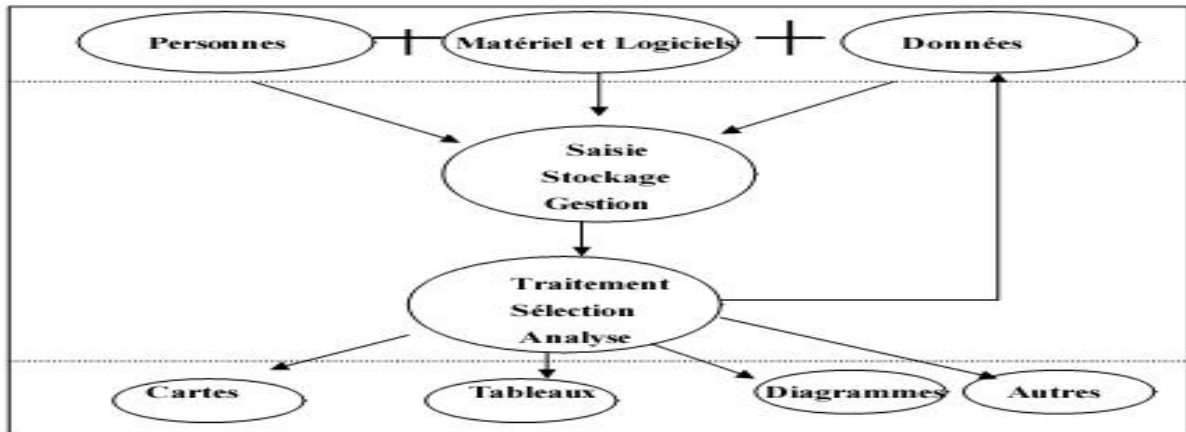 Personnes + Matériel et Logiciels + Données
Saisie
Stockage
Gestion
Traitement
Sélection
Analyse
Cartes Tableaux Diagrammes Autres